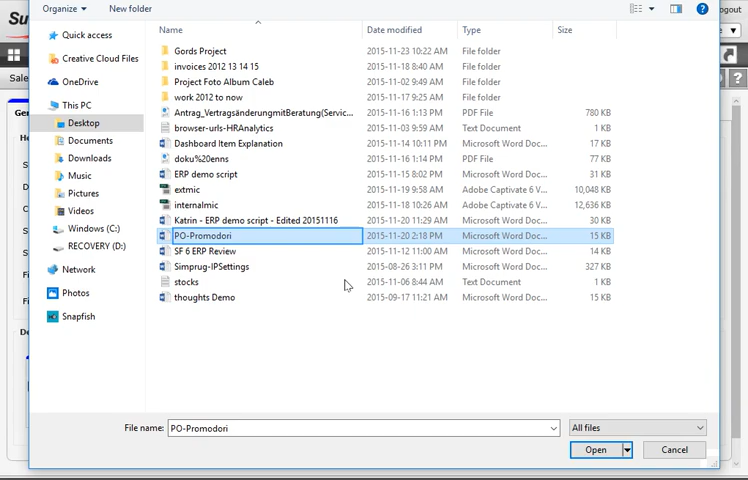 Organize New folder
ogout
Su
Name Date modified Type Size
Quick access
Creative Cloud Files
OneDrive
This PC
Desktop
Documents
Downloads
Music
Pictures
Videos
Windows (C:)
RECOVERY (D:)
Network
Photos
Snapfish
Gords Project 2015-11-23 10:22 AM File folder
invoices 2012 13 14 15 2015-11-18 8:40 AM File folder
Project Foto Album Caleb 2015-11-02 9:49 AM File folder
work 2012 to now 2015-11-17 9:25 AM File folder
Antrag_VertragsänderungmitBeratung(Servic... 2015-11-16 1:13 PM PDF File 780 KB
browser-urls-HRAnalytics 2015-11-03 9:59 AM Text Document 1 KB
Dashboard Item Explanation 2015-11-14 10:11 PM Microsoft Word Doc... 17 KB
doku%20enns 2015-11-16 1:14 PM PDF File 77 KB
ERP demo script 2015-11-15 8:02 PM Microsoft Word Doc... 31 KB
extmic 2015-11-19 9:58 AM Adobe Captivate 6 V... 10,048 KB
internalmic 2015-11-18 10:26 AM Adobe Captivate 6 V... 12,636 KB
Katrin - ERP demo script - Edited 20151116 2015-11-20 11:29 AM Microsoft Word Doc... 30 KB
PO-Promodori 2015-11-20 2:18 PM Microsoft Word Doc... 15 KB
SF 6 ERP Review 2015-11-12 11:00 AM Microsoft Word Doc... 14 KB
Simprug-IPSettings 2015-08-26 3:11 PM Microsoft Word Doc... 327 KB
stocks 2015-11-06 8:44 AM Text Document 1 KB
thoughts Demo 2015-09-17 11:21 AM Microsoft Word Doc... 15 KB
Sale
Ger
He
S
D
C
S
Fi
Fi
De
File name: PO-Promodori All files
Open Cancel